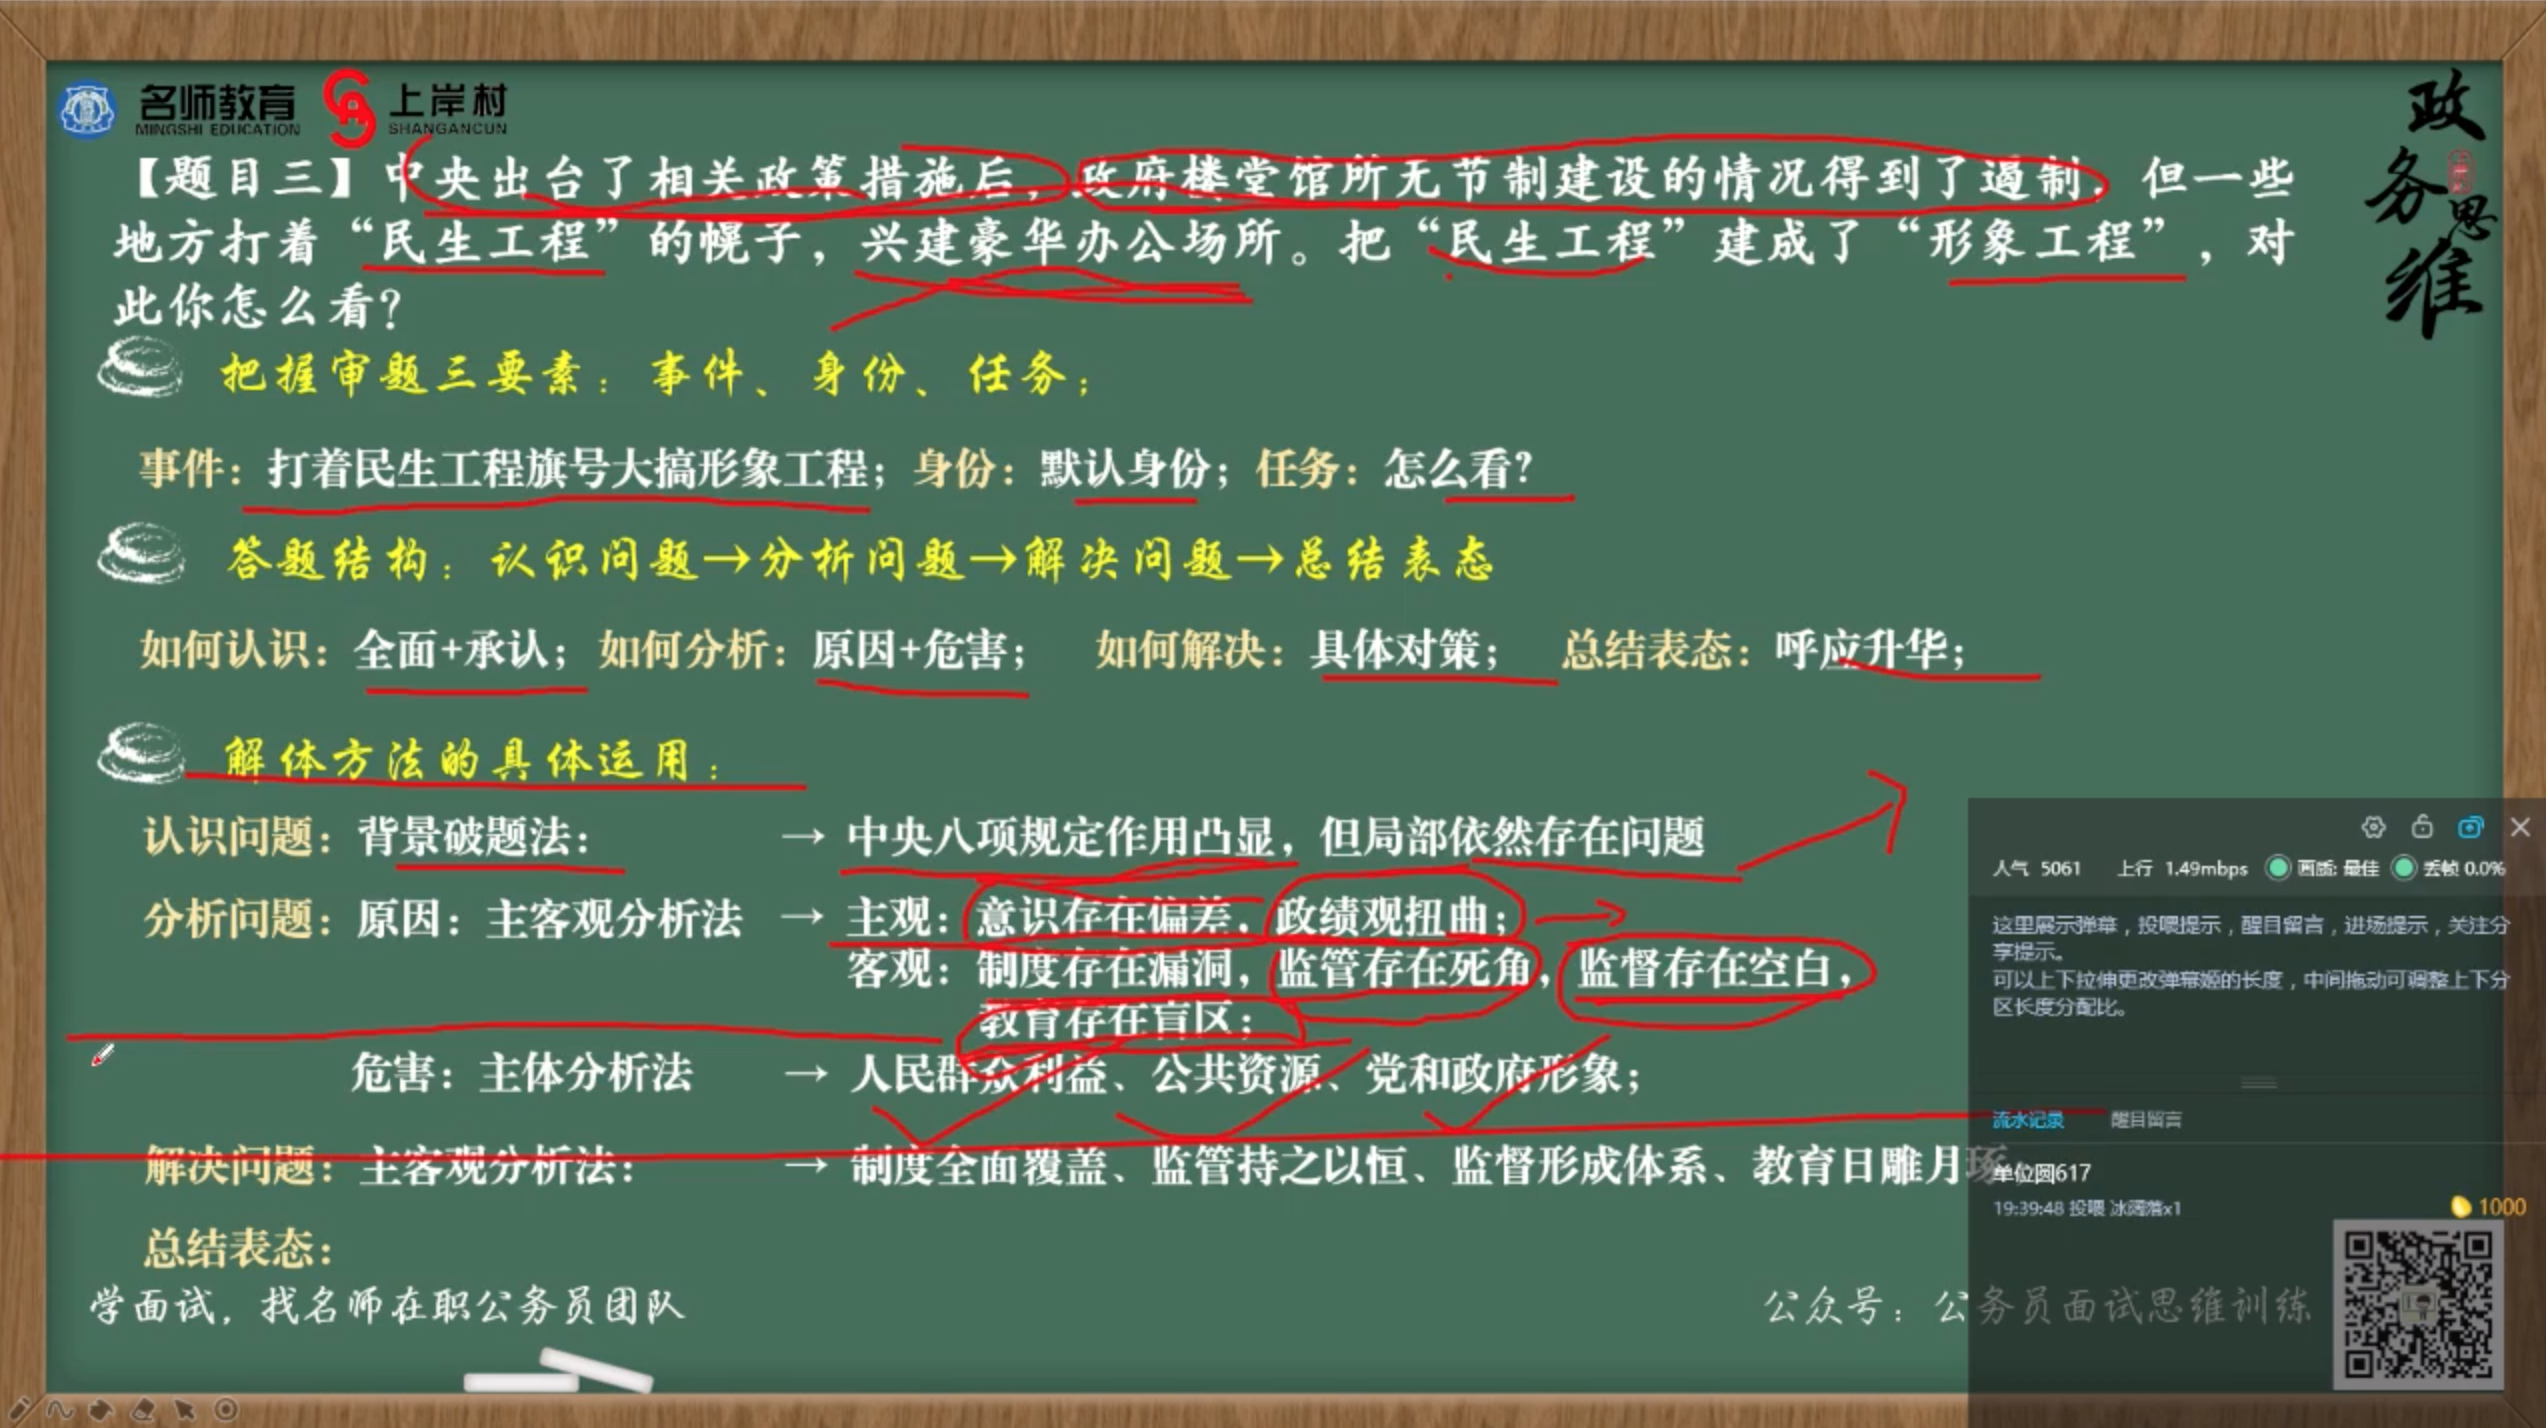 名师教育
MINGSHI EDUCATION
上岸村
SHANGANCUN
政务思维
【题目三】中央出台了相关政策措施后，政府楼堂馆所无节制建设的情况得到了遏制。但一些
地方打着“民生工程”的幌子，兴建豪华办公场所。把“民生工程”建成了“形象工程”，对
此你怎么看？
把握审题三要素：事件、身份、任务；
事件：打着民生工程旗号大搞形象工程；身份：默认身份；任务：怎么看？
答题结构：认识问题→分析问题→解决问题→总结表态
如何认识：全面+承认；如何分析：原因+危害；如何解决：具体对策；总结表态：呼应升华；
解体方法的具体运用：
认识问题：背景破题法：→中央八项规定作用凸显，但局部依然存在问题
分析问题：原因：主客观分析法→主观：意识存在偏差，政绩观扭曲；
客观：制度存在漏洞，监管存在死角，监督存在空白，
教育存在盲区；
危害：主体分析法→人民群众利益、公共资源、党和政府形象；
解决问题：主客观分析法：→制度全面覆盖、监管持之以恒、监督形成体系、教育日雕月琢
总结表态：
学面试，找名师在职公务员团队
公众号：公务员面试思维训练
人气 5061 上行 1.49mbps 画质：最佳 丢帧 0.0%
这里展示弹幕，投喂提示，醒目留言，进场提示，关注分
享提示。
可以上下拉伸更改弹幕姬的长度，中间拖动可调整上下分
区长度分配比。
流水记录 醒目留言
单位圆617
19:39:48 投喂 冰阔落x1
1000